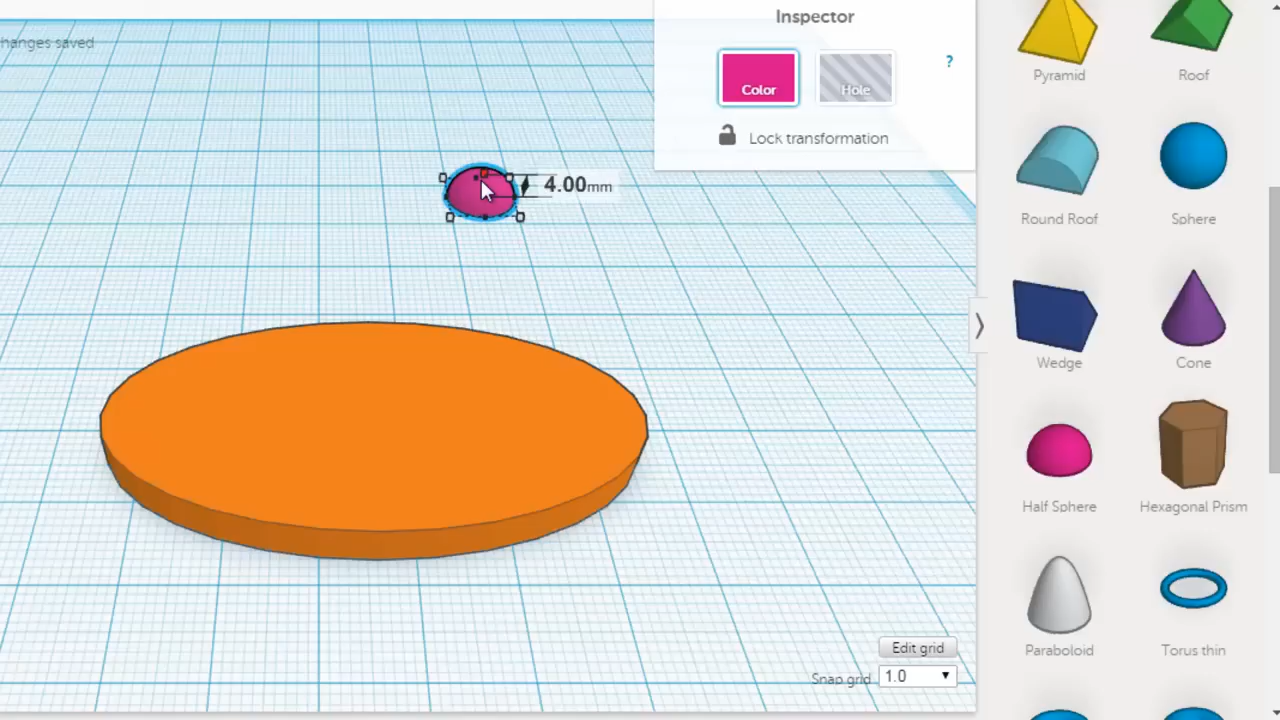 Inspector
hanges saved
Color
Hole
?
Lock transformation
4.00mm
Pyramid
Roof
Round Roof
Sphere
Wedge
Cone
Half Sphere
Hexagonal Prism
Paraboloid
Torus thin
Edit grid
Snap grid 1.0